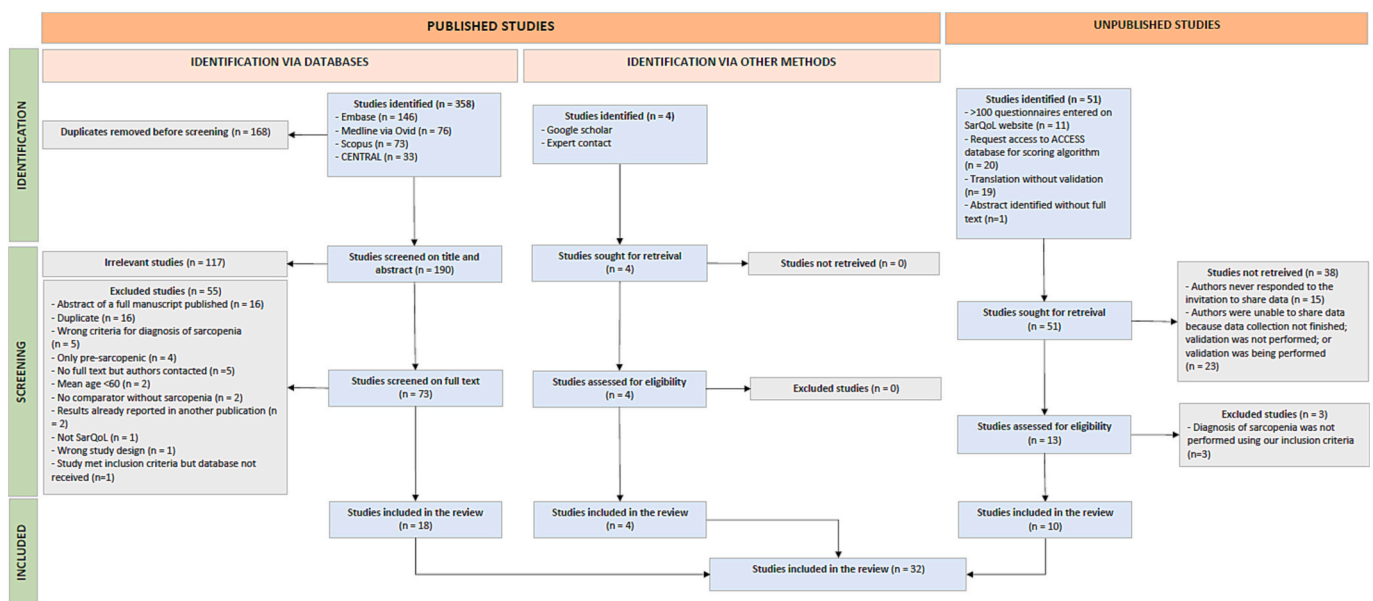 PUBLISHED STUDIES
UNPUBLISHED STUDIES
IDENTIFICATION
IDENTIFICATION VIA DATABASES
IDENTIFICATION VIA OTHER METHODS
Duplicates removed before screening (n = 168)
Studies identified (n = 358)
- Embase (n = 146)
- Medline via Ovid (n = 76)
- Scopus (n = 73)
- CENTRAL (n = 33)
Studies identified (n = 4)
- Google scholar
- Expert contact
Studies identified (n = 51)
- >100 questionnaires entered on
SarQoL website (n = 11)
- Request access to ACCESS
database for scoring algorithm
(n = 20)
- Translation without validation
(n= 19)
- Abstract identified without full
text (n=1)
SCREENING
Irrelevant studies (n = 117)
Studies screened on title and
abstract (n = 190)
Studies sought for retreival
(n = 4)
Studies not retreived (n = 0)
Excluded studies (n = 55)
- Abstract of a full manuscript published (n = 16)
- Duplicate (n = 16)
- Wrong criteria for diagnosis of sarcopenia
(n = 5)
- Only pre-sarcopenic (n = 4)
- No full text but authors contacted (n =5)
- Mean age <60 (n = 2)
- No comparator without sarcopenia (n = 2)
- Results already reported in another publication (n
= 2)
- Not SarQoL (n = 1)
- Wrong study design (n = 1)
- Study met inclusion criteria but database not
received (n=1)
Studies screened on full text
(n = 73)
Studies assessed for eligibility
(n = 4)
Excluded studies (n = 0)
Studies sought for retreival
(n = 51)
Studies not retreived (n = 38)
- Authors never responded to the
invitation to share data (n = 15)
- Authors were unable to share data
because data collection not finished;
validation was not performed; or
validation was being performed
(n = 23)
Studies assessed for eligibility
(n = 13)
Excluded studies (n = 3)
- Diagnosis of sarcopenia was not
performed using our inclusion criteria
(n=3)
INCLUDED
Studies included in the review
(n = 18)
Studies included in the review
(n = 4)
Studies included in the review
(n = 10)
Studies included in the review (n = 32)